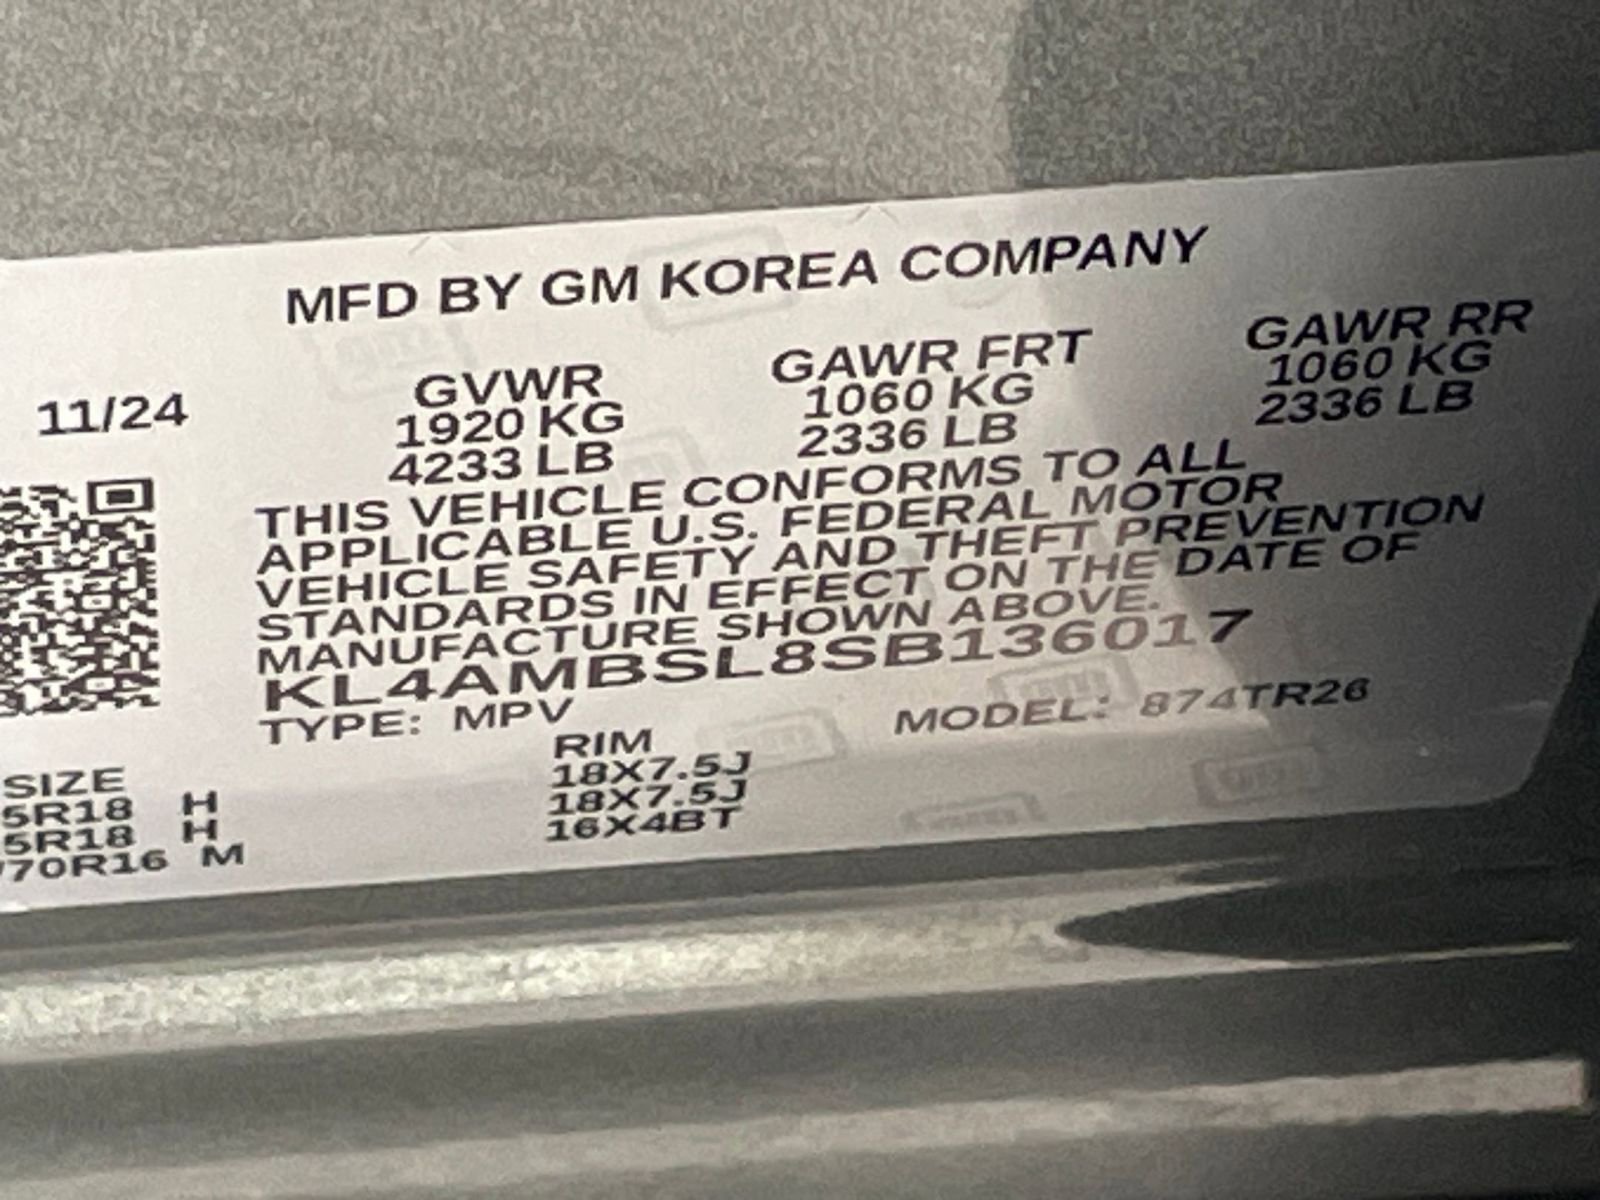 MFD BY GM KOREA COMPANY
11/24 GVWR GAWR FRT GAWR RR
1920 KG 1060 KG 1060 KG
4233 LB 2336 LB 2336 LB
THIS VEHICLE CONFORMS TO ALL
APPLICABLE U.S. FEDERAL MOTOR
VEHICLE SAFETY AND THEFT PREVENTION
STANDARDS IN EFFECT ON THE DATE OF
MANUFACTURE SHOWN ABOVE.
KL4AMBSL8SB136017
TYPE: MPV MODEL: 874TR26
SIZE RIM
5R18 H 18X7.5J
5R18 H 18X7.5J
70R16 M 16X4BT